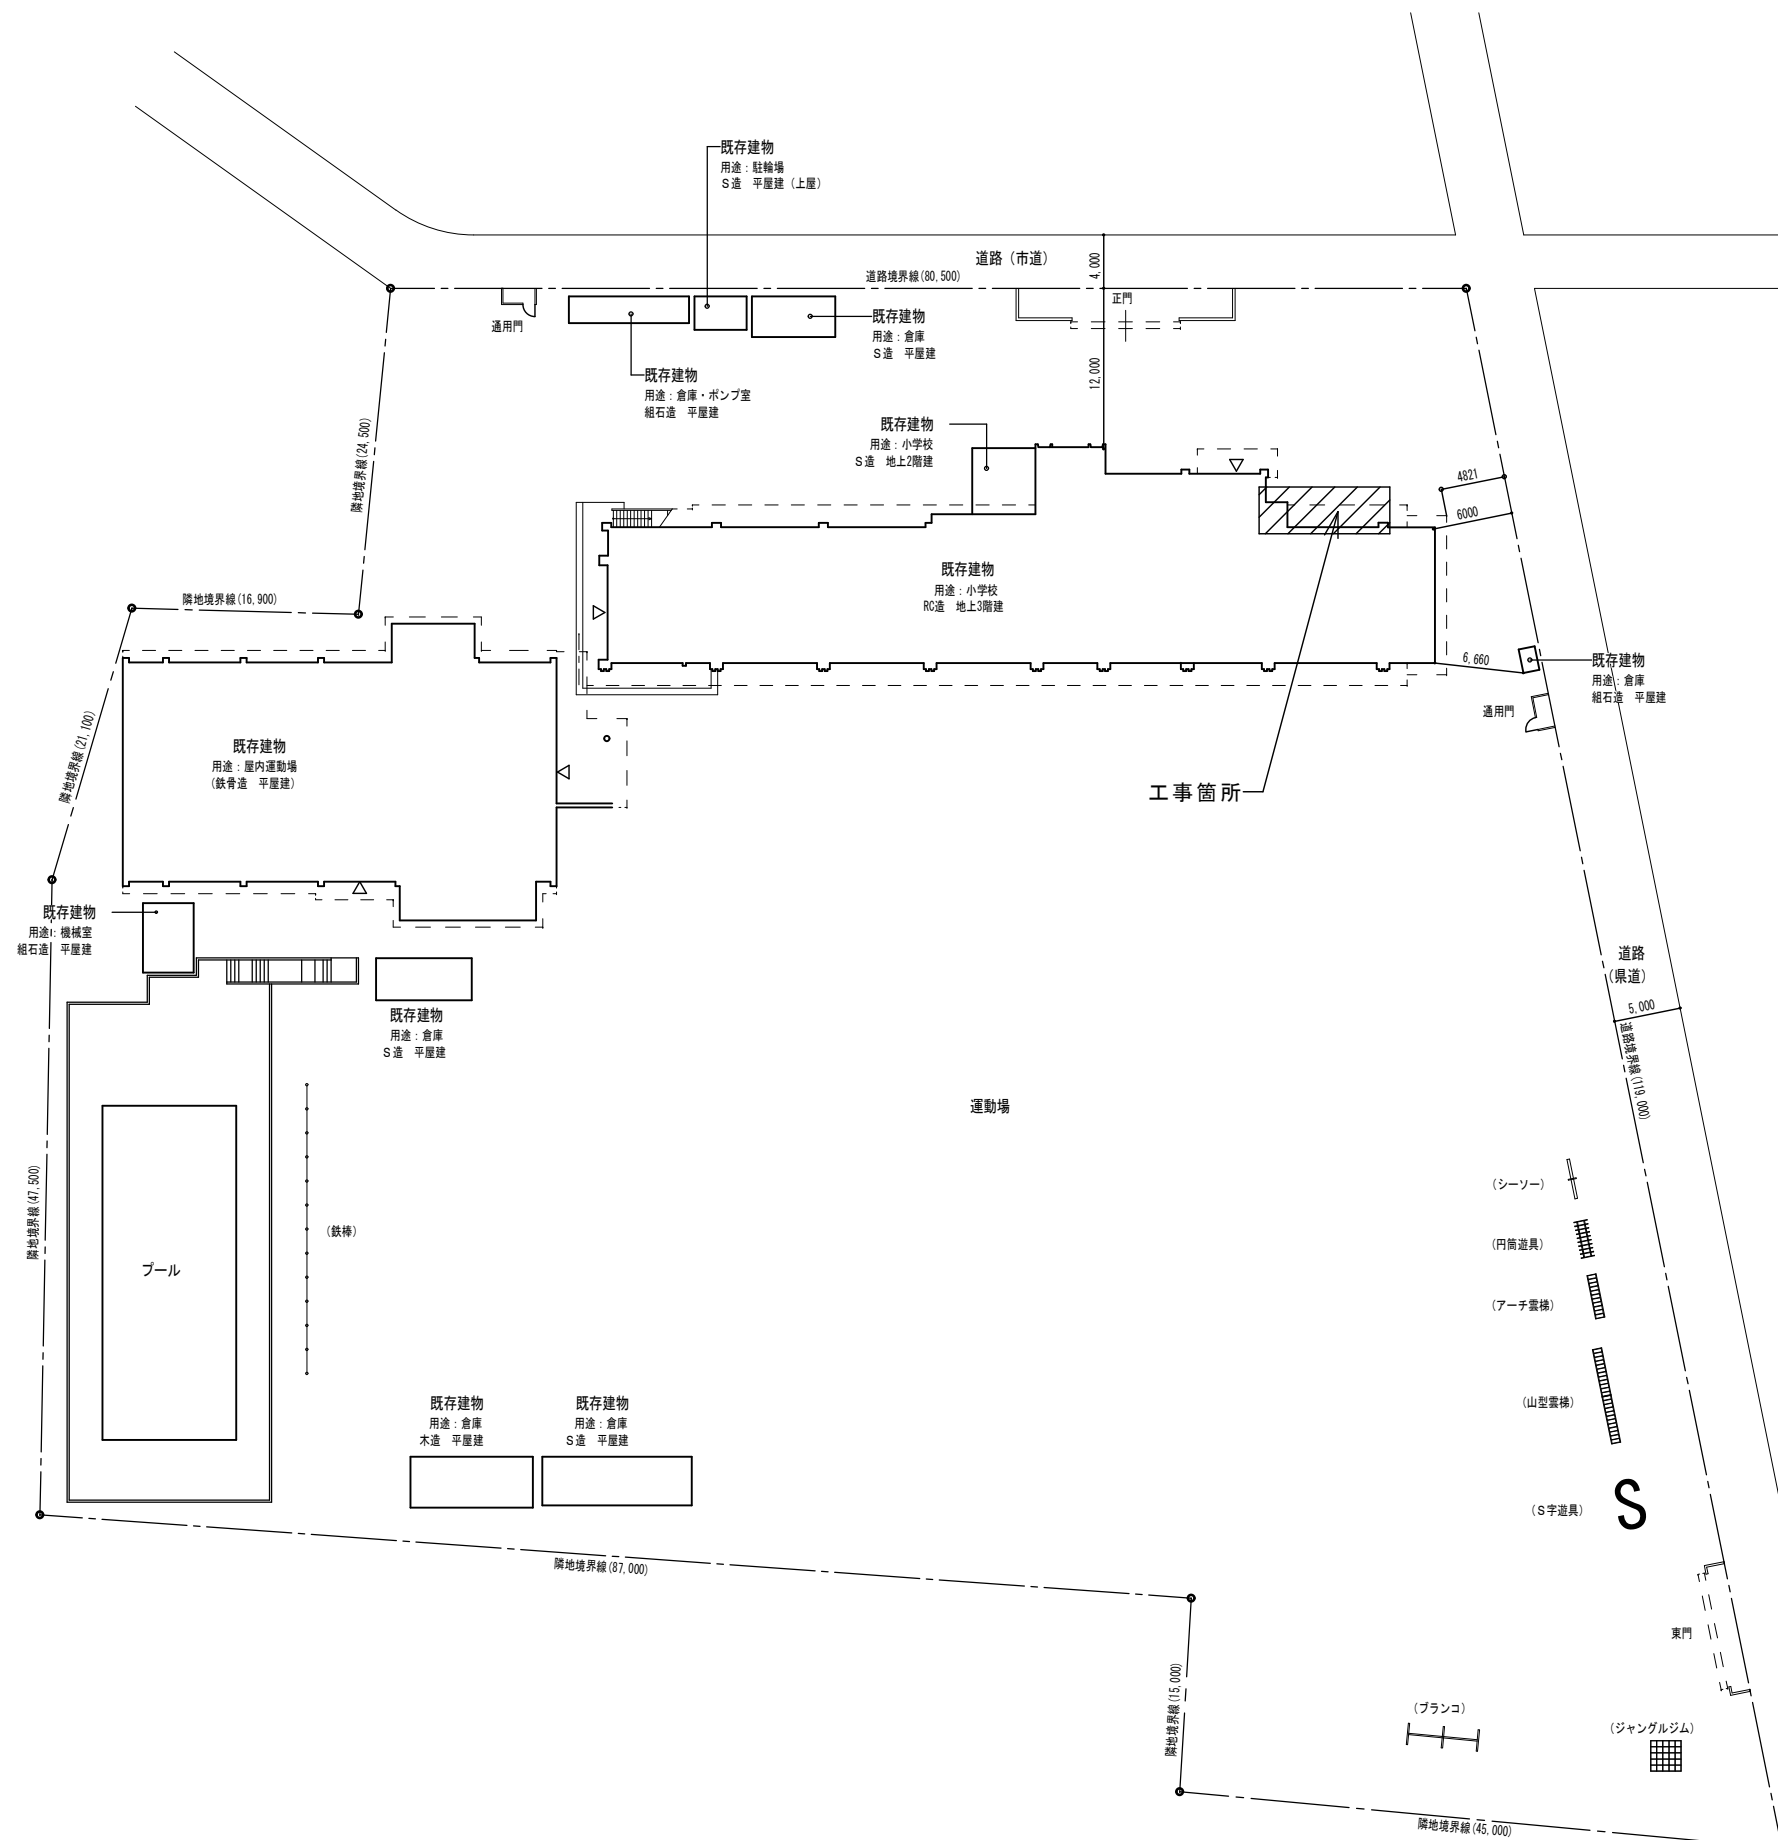 既存建物
用途：駐輪場
S造　平屋建（上屋）
道路（市道）
道路境界線(80,500)
4,000
正門
通用門
既存建物
用途：倉庫
S造　平屋建
12,000
既存建物
用途：倉庫・ポンプ室
組石造　平屋建
既存建物
用途：小学校
S造　地上2階建
隣地境界線(24,500)
4821
6000
既存建物
用途：小学校
RC造　地上3階建
隣地境界線(16,900)
6,660
既存建物
用途：倉庫
組石造　平屋建
通用門
隣地境界線(21,100)
既存建物
用途：屋内運動場
(鉄骨造　平屋建)
工事箇所
既存建物
用途：機械室
組石造　平屋建
道路
（県道）
5,000
道路境界線(119,000)
既存建物
用途：倉庫
S造　平屋建
運動場
隣地境界線(47,500)
（鉄棒）
プール
（シーソー）
（円筒遊具）
（アーチ雲梯）
（山型雲梯）
既存建物
用途：倉庫
木造　平屋建
既存建物
用途：倉庫
S造　平屋建
（S字遊具）
S
隣地境界線(87,000)
東門
隣地境界線(15,000)
（ブランコ）
（ジャングルジム）
隣地境界線(45,000)